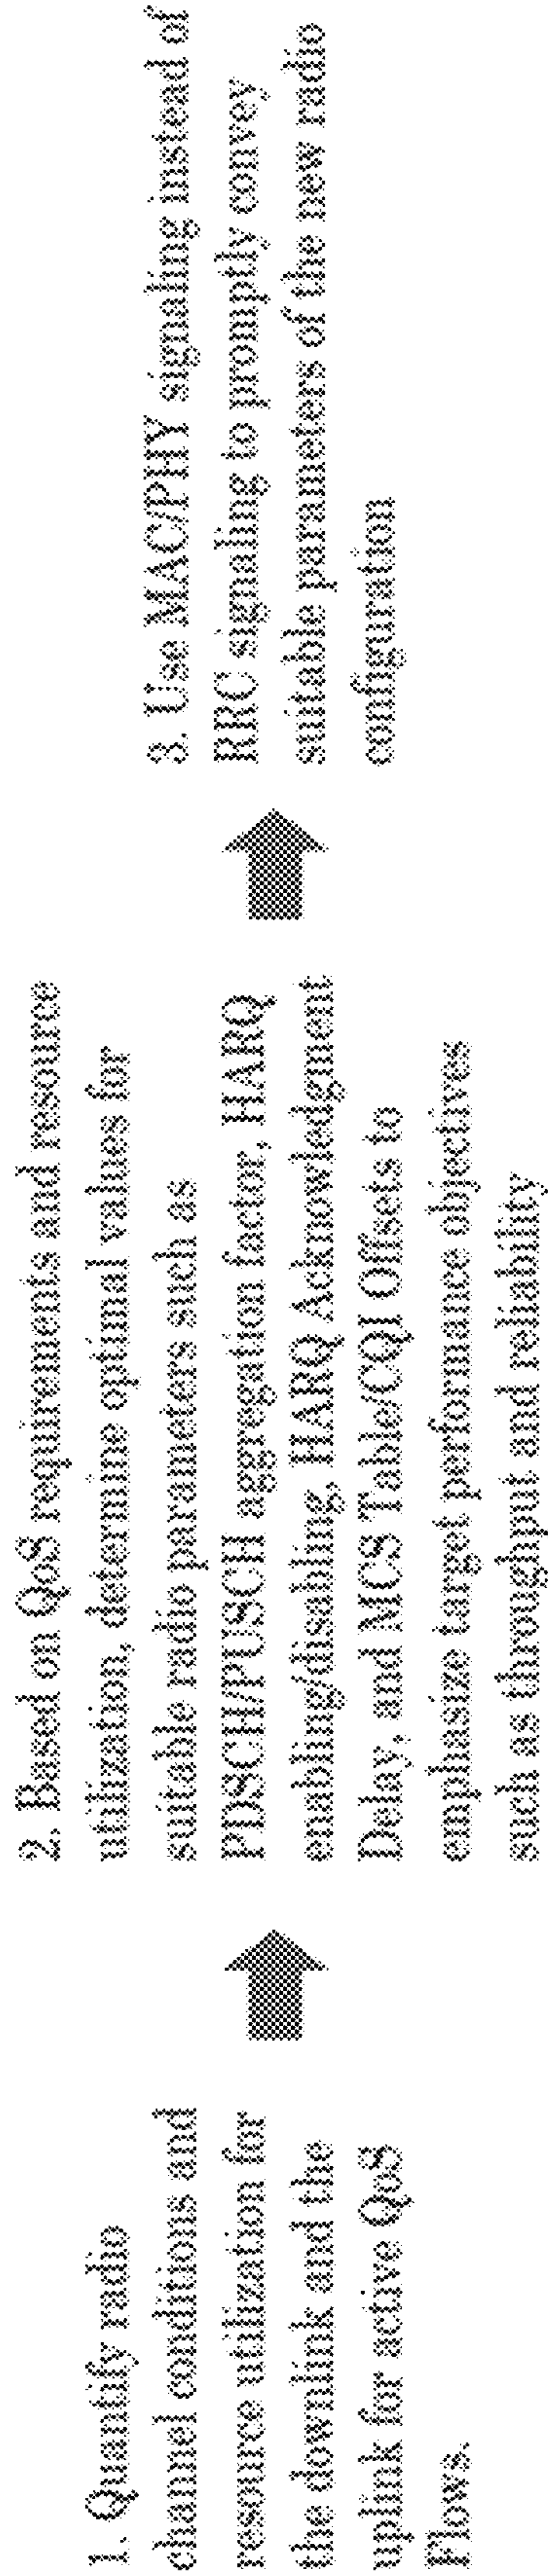 1. Quantify radio
channel conditions and
resource utilization for
the downlink and the
uplink for active QoS
Flows.
2. Based on QoS requirements and resource
utilization, determine optimal values for
suitable radio parameters such as
PDSCH/PUSCH aggregation factor, HARQ
enabling/disabling, HARQ Acknowledgment
Delay, and MCS Table/CQI Offsets to
emphasize target performance objectives
such as throughput and reliability
3. Use MAC/PHY signaling instead of
RRC signaling to promptly convey
suitable parameters of the new radio
configuration